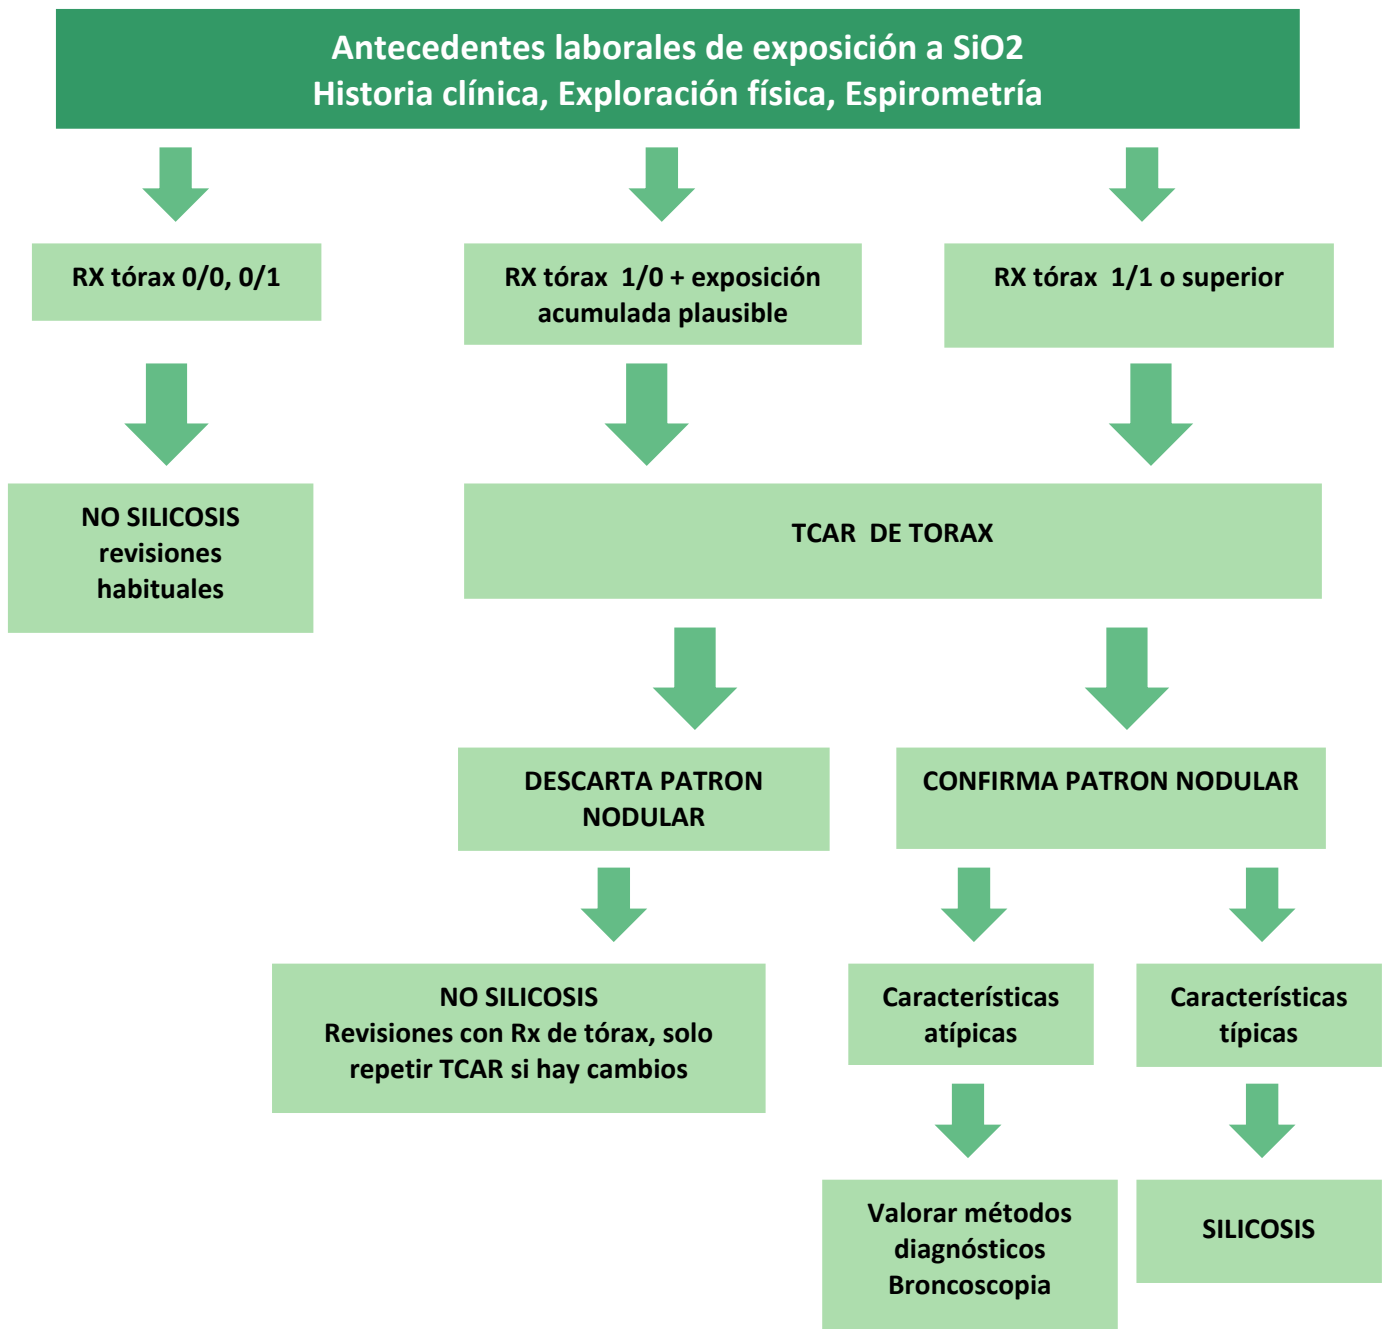 Antecedentes laborales de exposición a SiO2
Historia clínica, Exploración física, Espirometría
RX tórax 0/0, 0/1
RX tórax 1/0 + exposición
acumulada plausible
RX tórax 1/1 o superior
NO SILICOSIS
revisiones
habituales
TCAR DE TORAX
DESCARTA PATRON
NODULAR
CONFIRMA PATRON NODULAR
NO SILICOSIS
Revisiones con Rx de tórax, solo
repetir TCAR si hay cambios
Características
atípicas
Características
típicas
Valorar métodos
diagnósticos
Broncoscopia
SILICOSIS